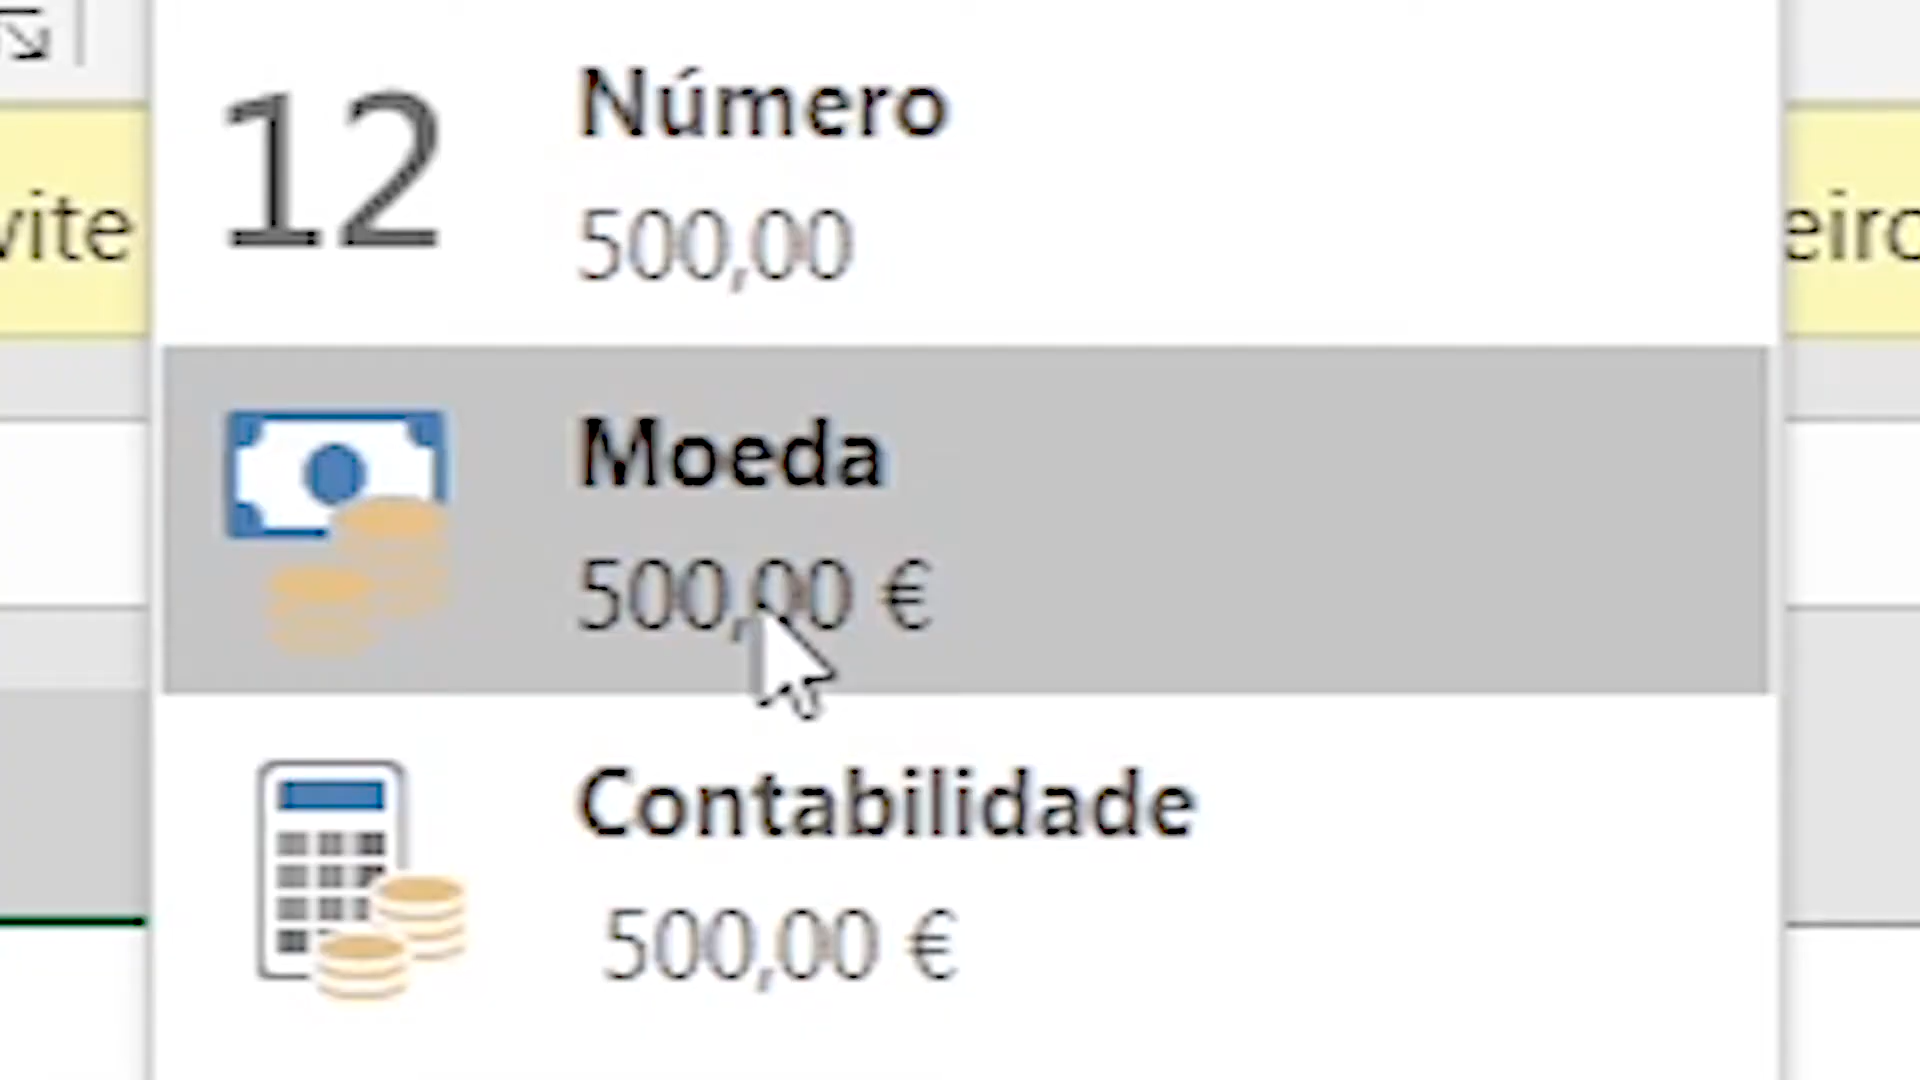 12
Número
500,00
Moeda
500,00 €
Contabilidade
500,00 €